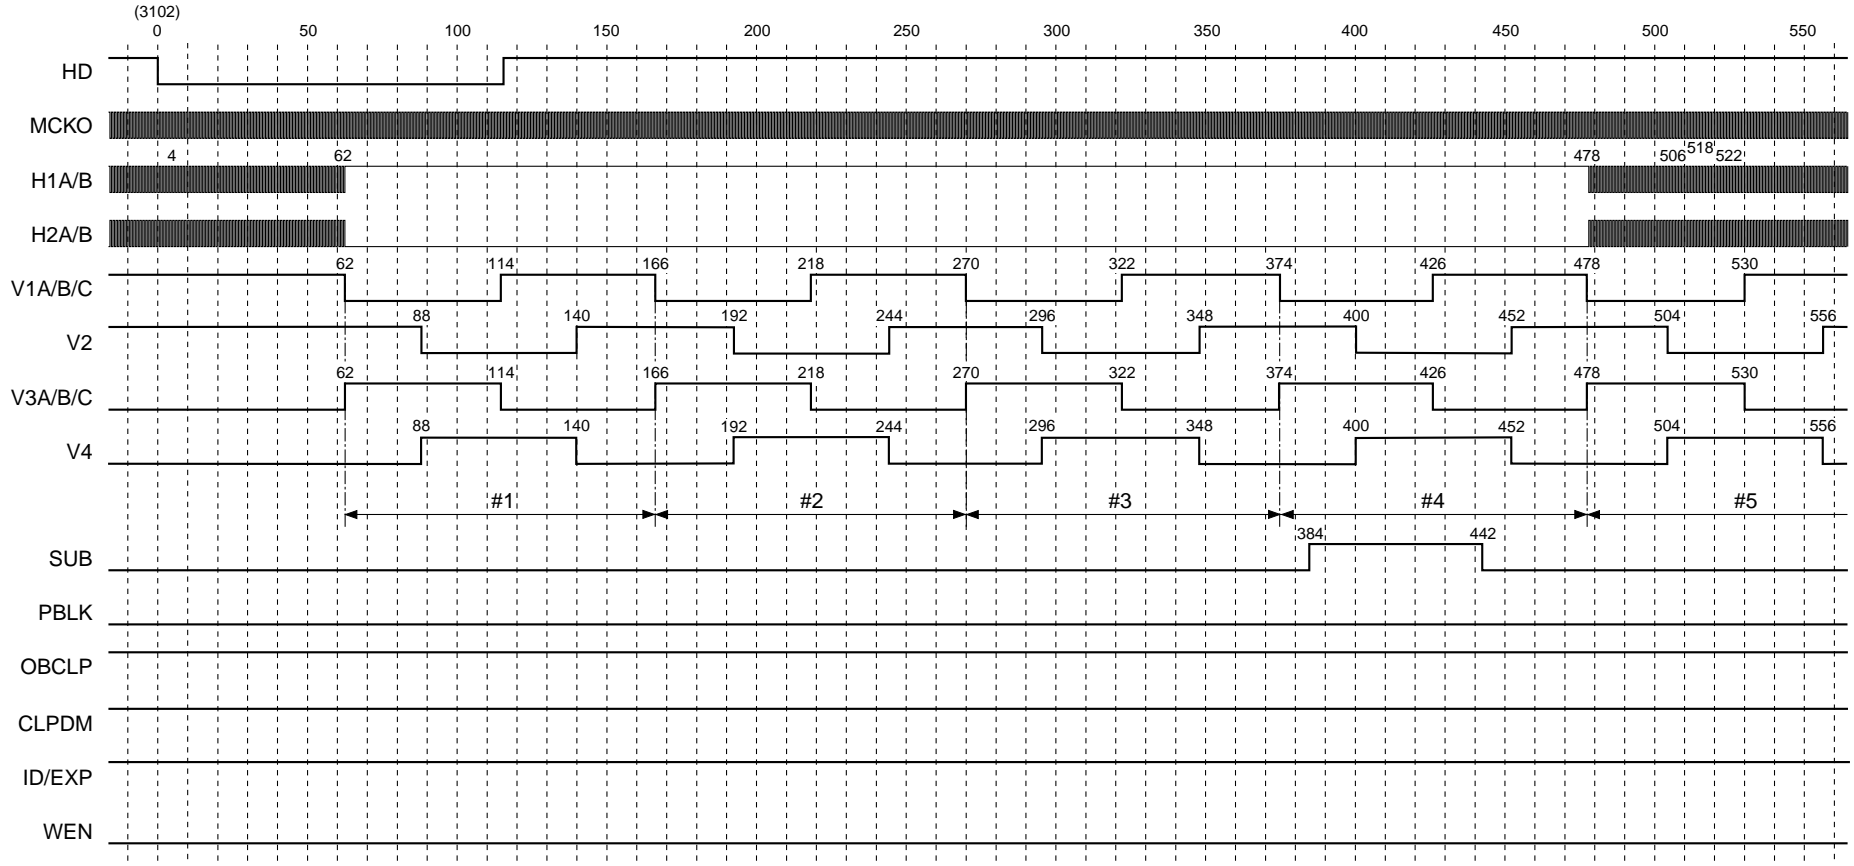 (3102)
0 50 100 150 200 250 300 350 400 450 500 550
HD
MCKO
4 62 478 506 518 522
H1A/B
H2A/B
62 114 166 218 270 322 374 426 478 530
V1A/B/C
88 140 192 244 296 348 400 452 504 556
V2
62 114 166 218 270 322 374 426 478 530
V3A/B/C
88 140 192 244 296 348 400 452 504 556
V4
#1 #2 #3 #4 #5
384 442
SUB
PBLK
OBCLP
CLPDM
ID/EXP
WEN